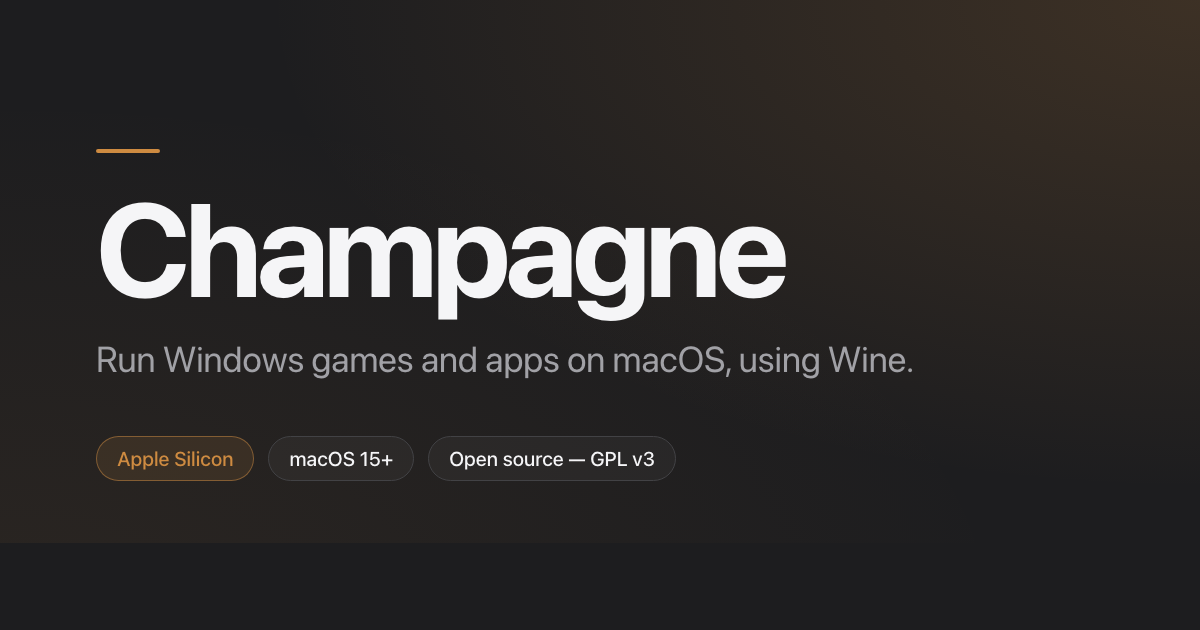 Champagne
Run Windows games and apps on macOS, using Wine.
Apple Silicon
macOS 15+
Open source — GPL v3